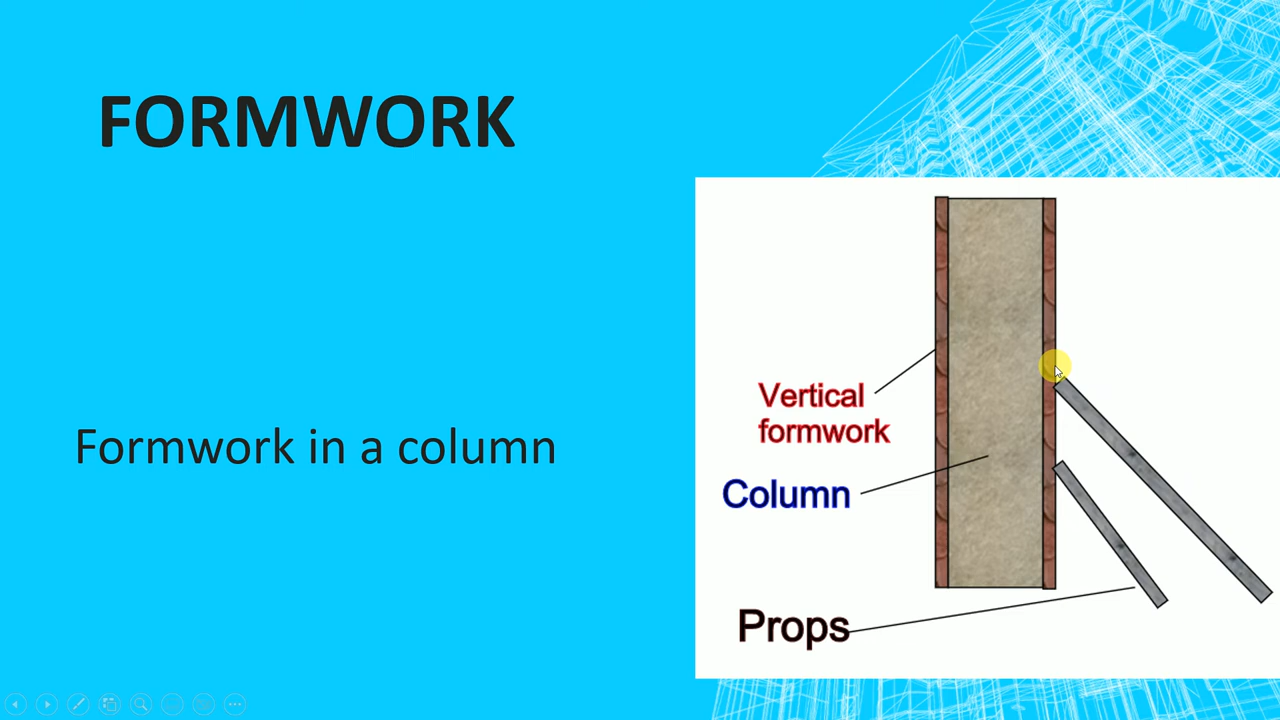 FORMWORK
Formwork in a column
Vertical
formwork
Column
Props